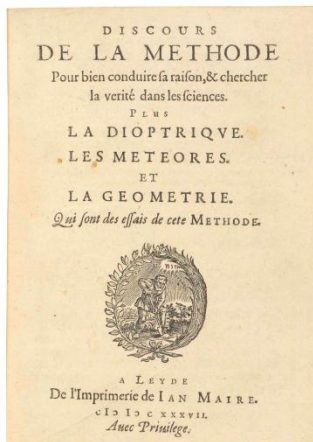 DISCOURS
DE LA METHODE
Pour bien conduire sa raison, & chercher
la verité dans les sciences.
PLUS
LA DIOPTRIQVE.
LES METEORES.
ET
LA GEOMETRIE.
Qui sont des essais de cete METHODE.
A LEYDE
De l'Imprimerie de IAN MAIRE.
cIↃ IↃ c XXXVII.
Auec Priuilege.